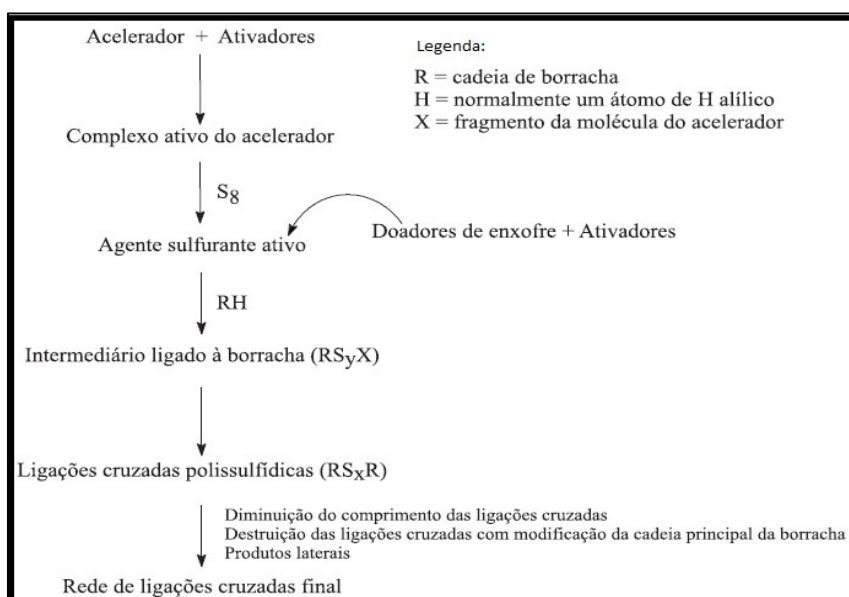 Acelerador + Ativadores
Legenda:
R = cadeia de borracha
H = normalmente um átomo de H alílico
X = fragmento da molécula do acelerador
Complexo ativo do acelerador
S8
Doadores de enxofre + Ativadores
Agente sulfurante ativo
RH
Intermediário ligado à borracha (RSyX)
Ligações cruzadas polissulfídicas (RSxR)
Diminuição do comprimento das ligações cruzadas
Destruição das ligações cruzadas com modificação da cadeia principal da borracha
Produtos laterais
Rede de ligações cruzadas final